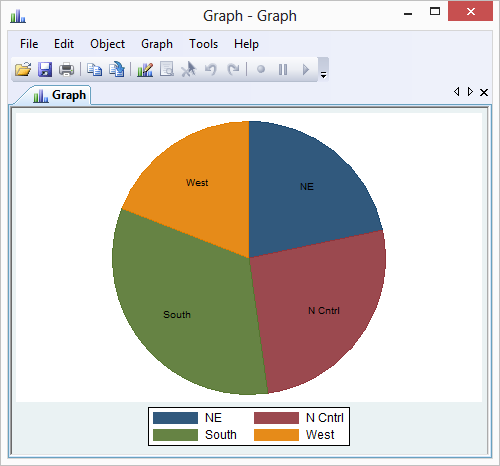 Graph - Graph
File Edit Object Graph Tools Help
Graph
West
NE
South
N Cntrl
NE N Cntrl
South West